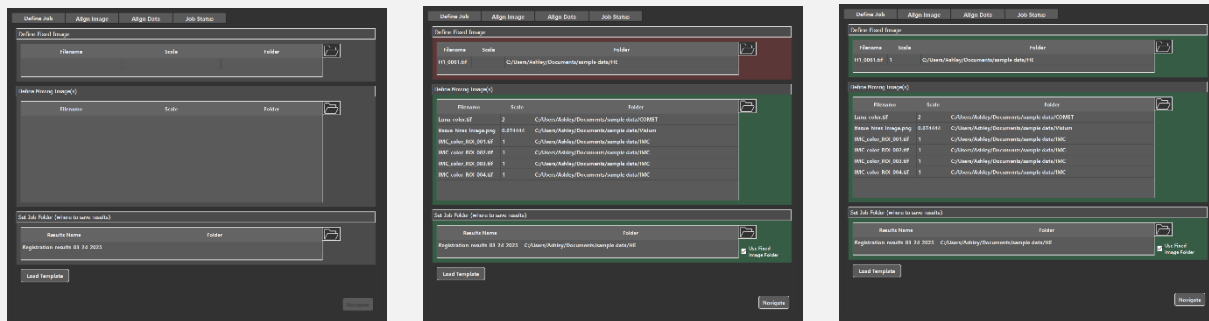 Define Job Align Image Align Data Job Status
Define Fixed Image
Filename Scale Folder
Define Moving Image(s)
Filename Scale Folder
Set Job Folder (where to save results)
Results Name Folder
Registration results 03 24 2023
Load Template
Navigate
Define Job Align Image Align Data Job Status
Define Fixed Image
Filename Scale Folder
H1_0001.tif C:/Users/Ashley/Documents/sample data/HE
Define Moving Image(s)
Filename Scale Folder
Luna color.tif 2 C:/Users/Ashley/Documents/sample data/COMET
tissue hires image.png C:/Users/Ashley/Documents/sample data/Visium
IMC_color_ROI_001.tif 1 C:/Users/Ashley/Documents/sample data/IMC
IMC_color_ROI_002.tif 1 C:/Users/Ashley/Documents/sample data/IMC
IMC_color_ROI_003.tif 1 C:/Users/Ashley/Documents/sample data/IMC
IMC_color_ROI_004.tif 1 C:/Users/Ashley/Documents/sample data/IMC
Set Job Folder (where to save results)
Results Name Folder
Registration results 03 24 2023 C:/Users/Ashley/Documents/sample data/HE
Use Fixed
Image Folder
Load Template
Navigate
Define Job Align Image Align Data Job Status
Define Fixed Image
Filename Scale Folder
H1_0001.tif 1 C:/Users/Ashley/Documents/sample data/HE
Define Moving Image(s)
Filename Scale Folder
Luna color.tif 2 C:/Users/Ashley/Documents/sample data/COMET
tissue hires image.png C:/Users/Ashley/Documents/sample data/Visium
IMC_color_ROI_001.tif 1 C:/Users/Ashley/Documents/sample data/IMC
IMC_color_ROI_002.tif 1 C:/Users/Ashley/Documents/sample data/IMC
IMC_color_ROI_003.tif 1 C:/Users/Ashley/Documents/sample data/IMC
IMC_color_ROI_004.tif 1 C:/Users/Ashley/Documents/sample data/IMC
Set Job Folder (where to save results)
Results Name Folder
Registration results 03 24 2023 C:/Users/Ashley/Documents/sample data/HE
Use Fixed
Image Folder
Load Template
Navigate